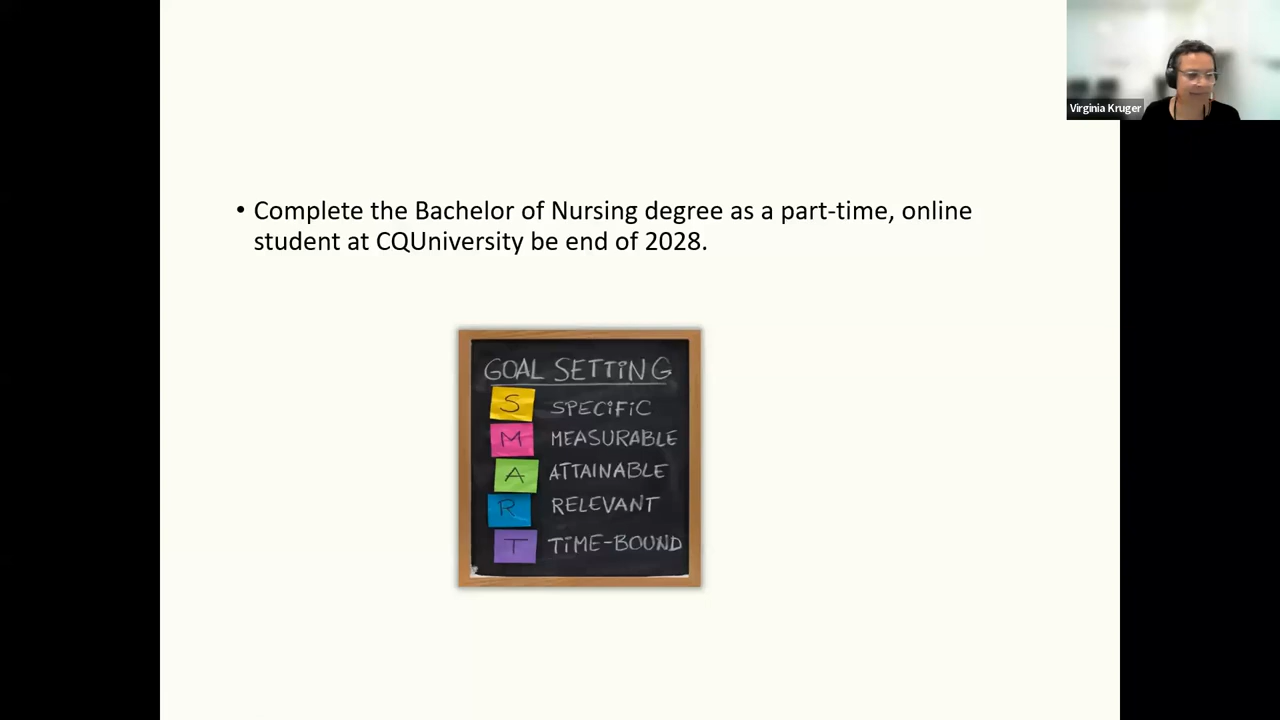 Virginia Kruger
• Complete the Bachelor of Nursing degree as a part-time, online
student at CQUniversity be end of 2028.
GOAL SETTING
S SPECIFIC
M MEASURABLE
A ATTAINABLE
R RELEVANT
T TIME-BOUND